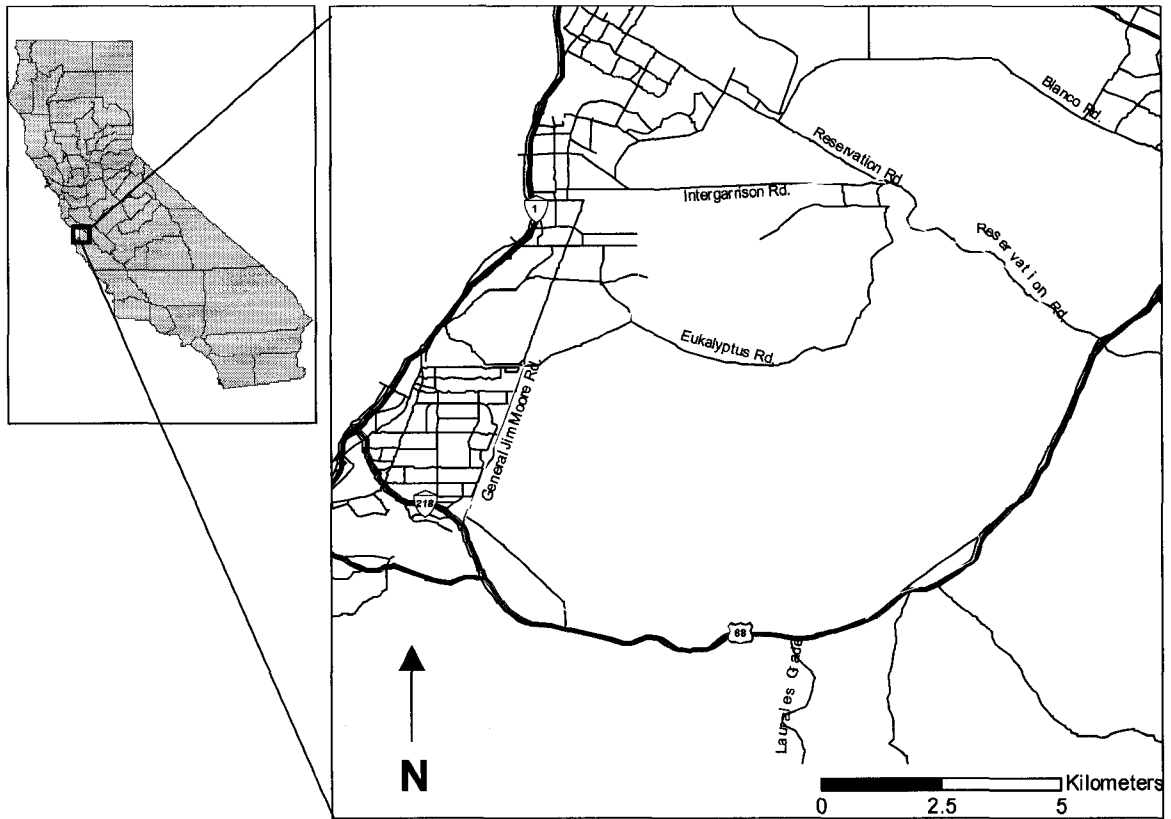 Blanco Rd.
Reservation Rd.
Intergarrison Rd.
1
Reservation Rd.
Eukalyptus Rd.
General Jim Moore Rd.
218
68
Laurales Grade
N
Kilometers
0 2.5 5